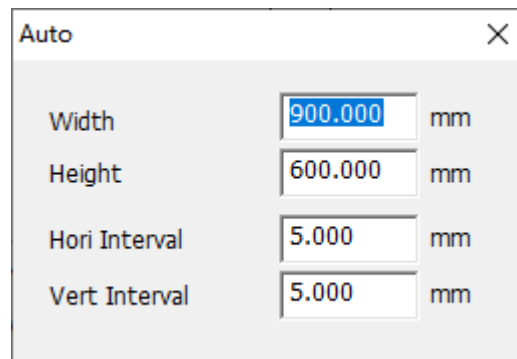 Auto
Width 900.000 mm
Height 600.000 mm
Hori Interval 5.000 mm
Vert Interval 5.000 mm